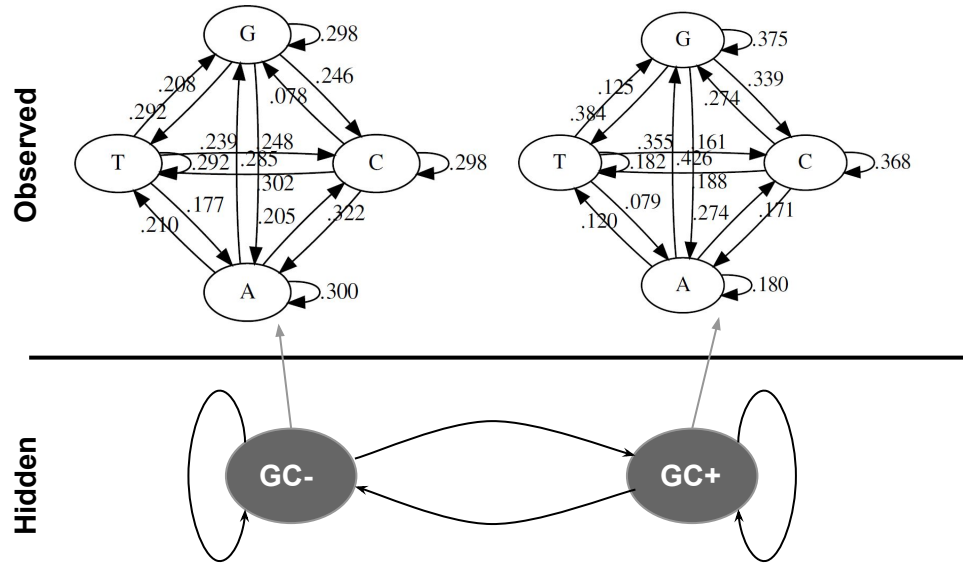 Observed
G
.298
.246
.208
.078
.292
.239
.248
T
.292
.285
C
.298
.302
.177
.205
.322
.210
A
.300
G
.375
.339
.125
.274
.384
.355
.161
T
.182
.426
C
.368
.188
.079
.274
.171
.120
A
.180
Hidden
GC-
GC+